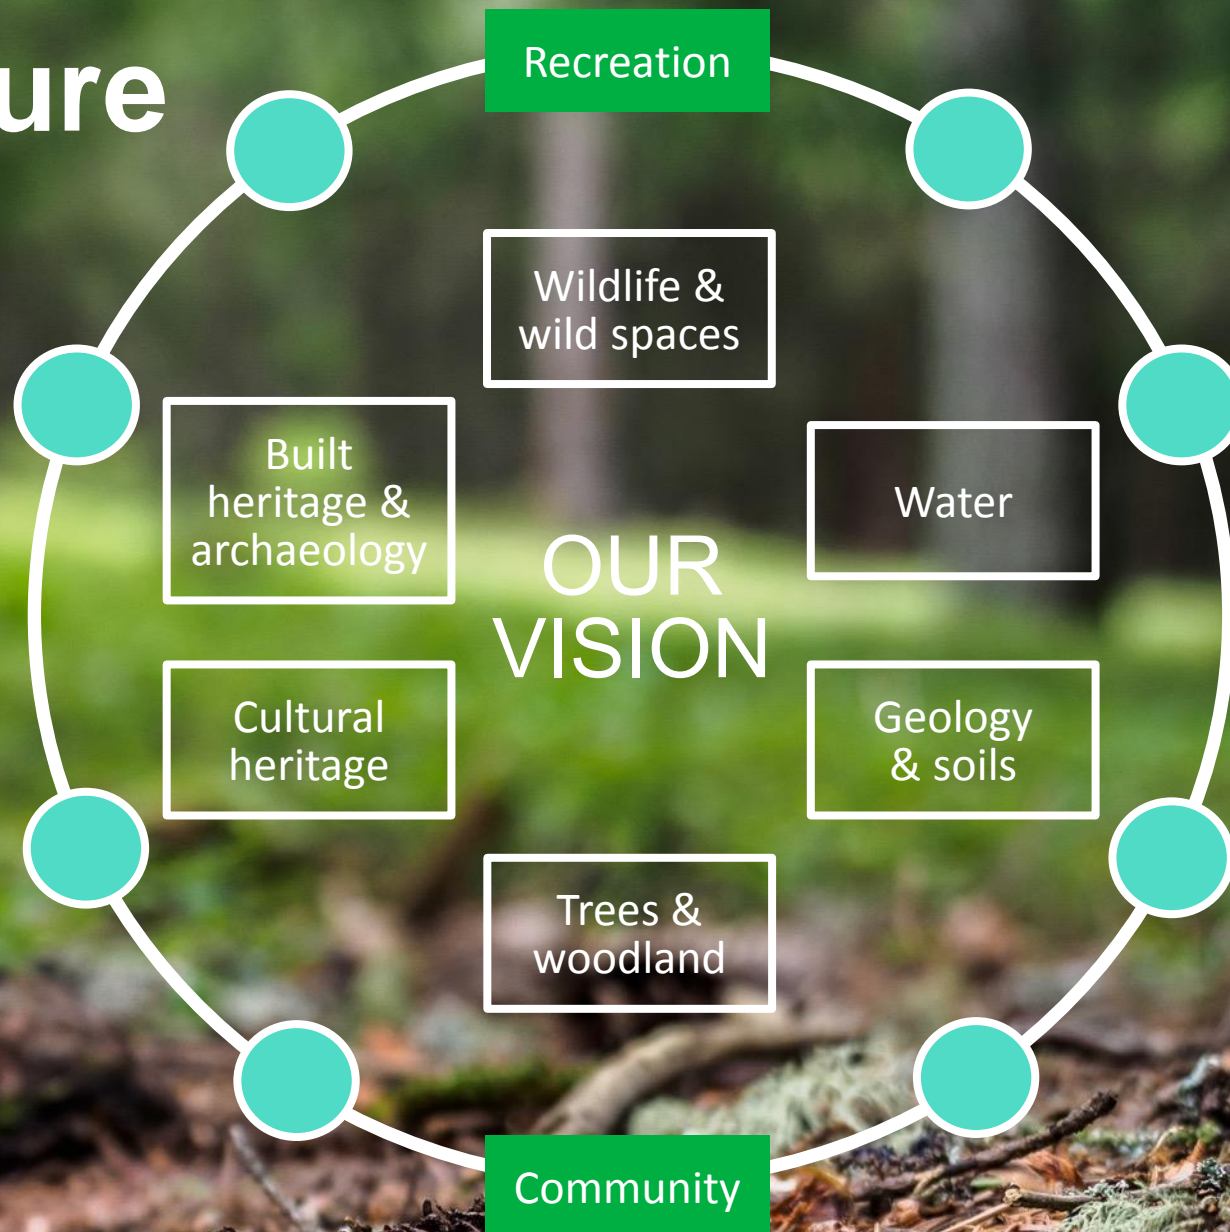 ure
Recreation
Wildlife &
wild spaces
Built
heritage &
archaeology
Water
OUR
VISION
Cultural
heritage
Geology
& soils
Trees &
woodland
Community